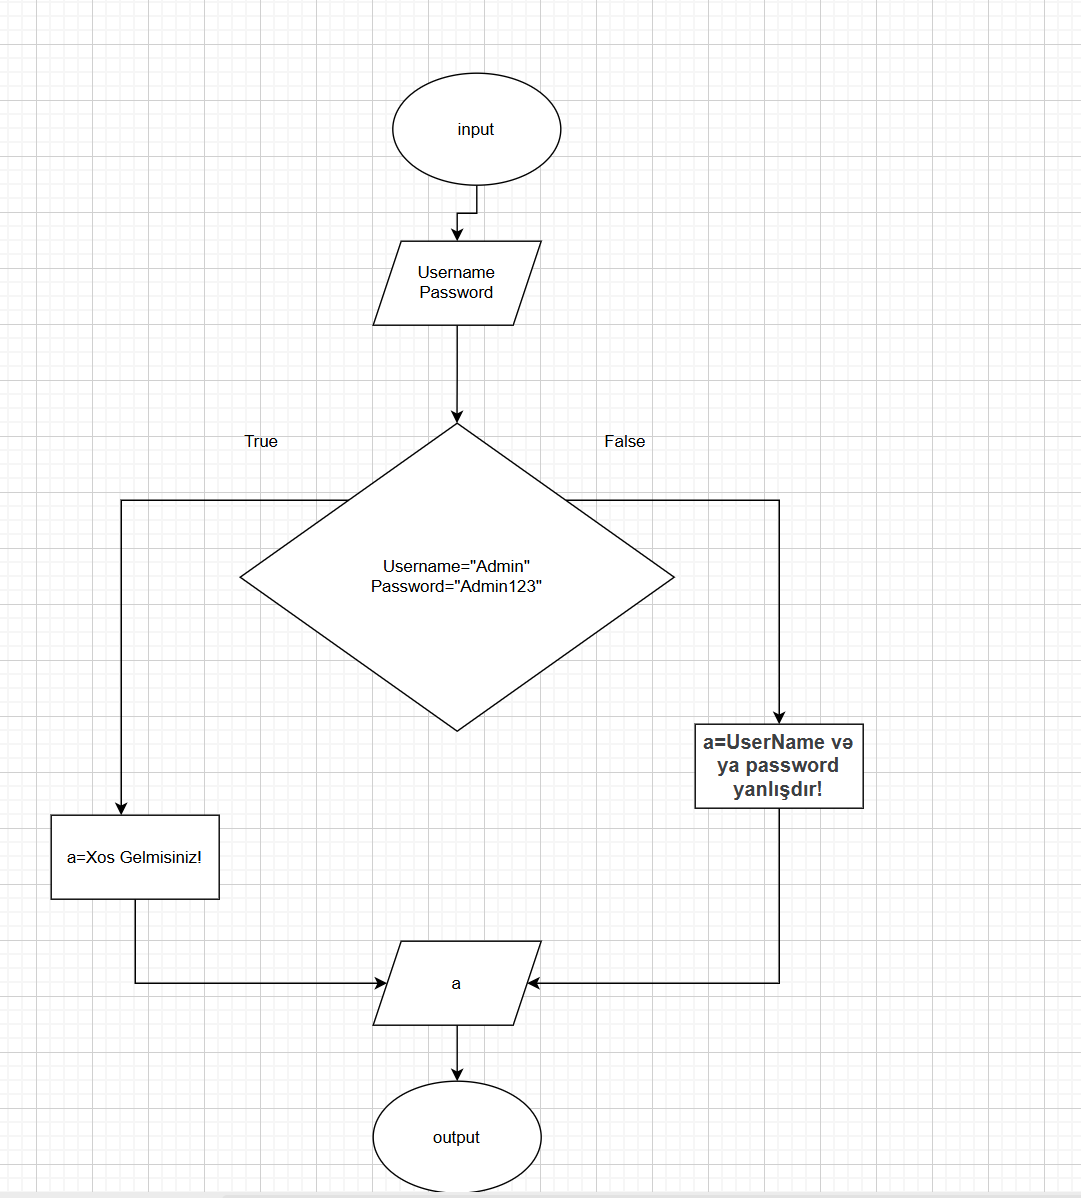 input
Username
Password
True
False
Username="Admin"
Password="Admin123"
a=UserName və
ya password
yanlışdır!
a=Xos Gelmisiniz!
a
output